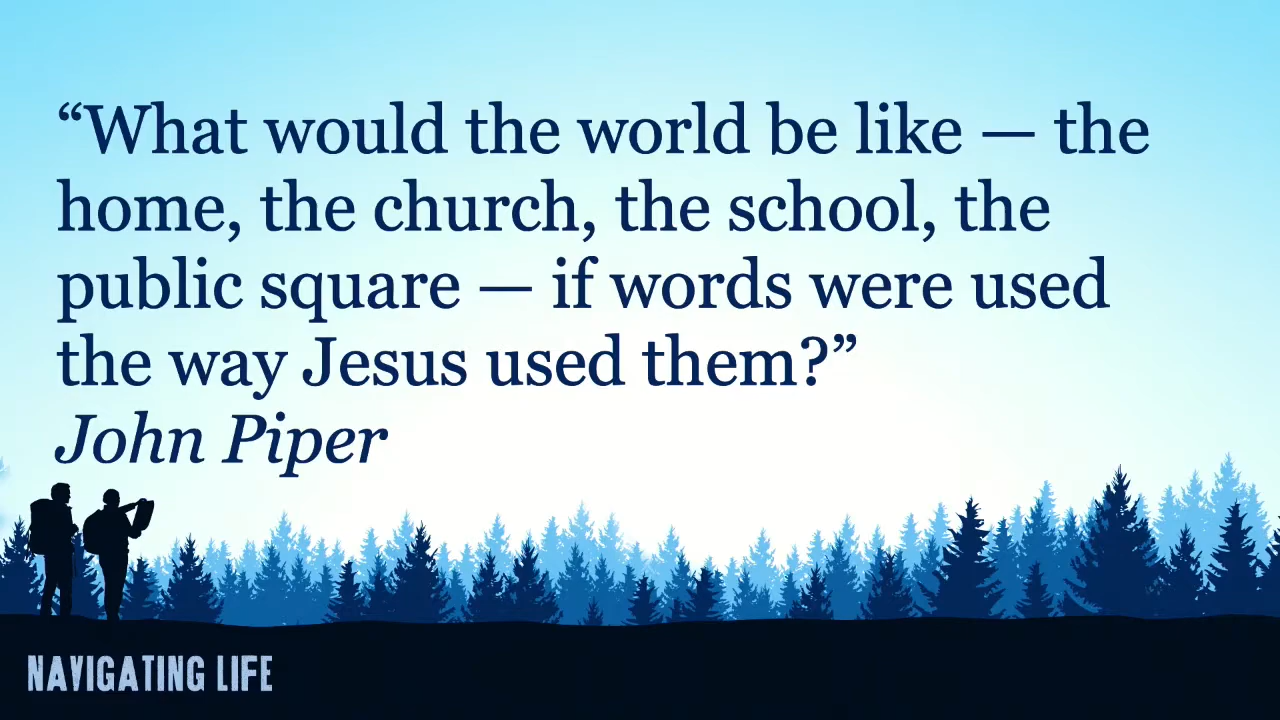 “What would the world be like — the
home, the church, the school, the
public square — if words were used
the way Jesus used them?”
John Piper
NAVIGATING LIFE